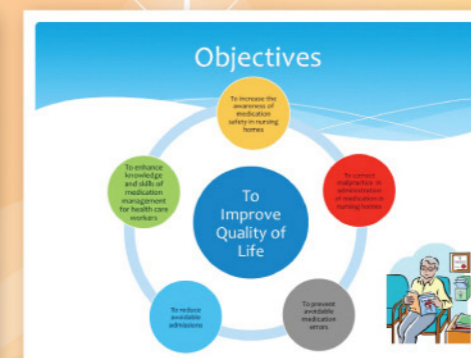 Objectives
To increase the
awareness of
medication
safety in nursing
homes
To correct
malpractice in
administration
of medication in
nursing homes
To prevent
avoidable
medication
errors
To reduce
avoidable
admissions
To enhance
knowledge
and skills of
medication
management
for health care
workers
To
Improve
Quality of
Life